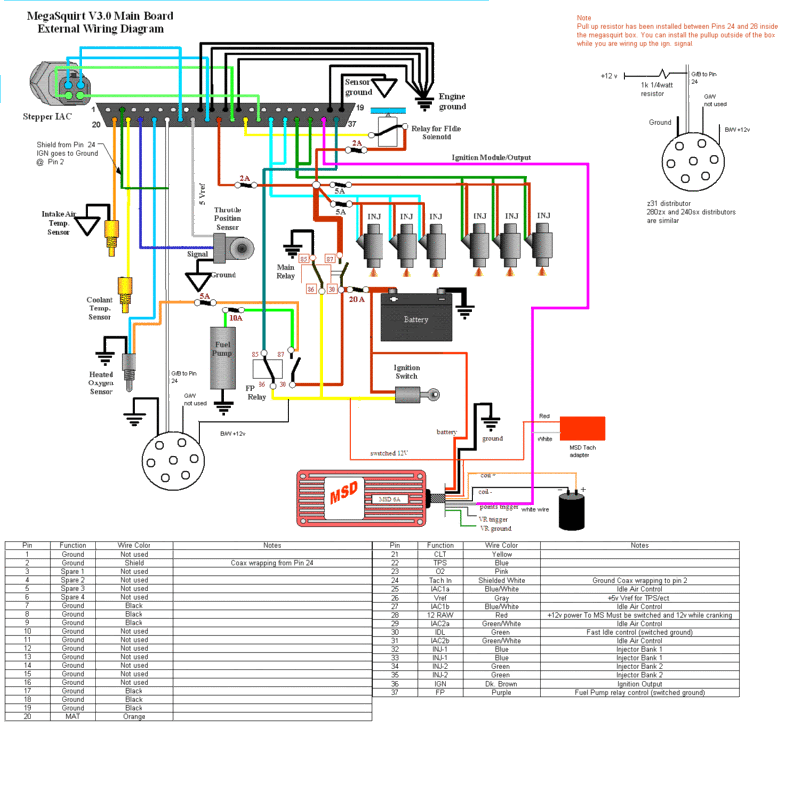 MegaSquirt V3.0 Main Board
External Wiring Diagram
Note
Pull up resistor has been installed between Pins 24 and 28 inside
the megasquirt box. You can install the pullup outside of the box
while you are wiring up the ign. signal
+12 v
1k 1/4watt
resistor
G/B to Pin
24
G/W
not used
Ground
B/W +12v
z31 distributor
280zx and 240sx distributors
are similar
Stepper IAC
Sensor
ground
Engine
ground
1
19
20
37
Relay for FIdle
Solenoid
2A
Shield from Pin 24
IGN goes to Ground
@ Pin 2
Ignition Module/Output
2A
5A
5A
5 Vref
Intake Air
Temp.
Sensor
Throttle
Position
Sensor
INJ
INJ
INJ
INJ
INJ
INJ
Signal
Ground
Main
Relay
85
87
86
30
20 A
Coolant
Temp.
Sensor
5A
10A
Battery
Fuel
Pump
Heated
Oxygen
Sensor
G/B to Pin
24
G/W
not used
B/W +12v
85
87
86
30
FP
Relay
Ignition
Switch
battery
ground
switched 12V
Red
White
MSD Tach
adapter
MSD
MSD 6A
coil +
coil -
- +
points trigger
white wire
VR trigger
VR ground
Pin Function Wire Color Notes
1 Ground Not used
2 Ground Shield Coax wrapping from Pin 24
3 Spare 1 Not used
4 Spare 2 Not used
5 Spare 3 Not used
6 Spare 4 Not used
7 Ground Black
8 Ground Black
9 Ground Black
10 Ground Not used
11 Ground Not used
12 Ground Not used
13 Ground Not used
14 Ground Not used
15 Ground Not used
16 Ground Not used
17 Ground Black
18 Ground Black
19 Ground Black
20 MAT Orange
Pin Function Wire Color Notes
21 CLT Yellow
22 TPS Blue
23 O2 Pink
24 Tach In Shielded White Ground Coax wrapping to pin 2
25 IAC1a Blue/White Idle Air Control
26 Vref Gray +5v Vref for TPS/ect
27 IAC1b Blue/White Idle Air Control
28 12 RAW Red +12v power To MS Must be switched and 12v while cranking
29 IAC2a Green/White Idle Air Control
30 IDL Green Fast Idle control (switched ground)
31 IAC2b Green/White Idle Air Control
32 INJ-1 Blue Injector Bank 1
33 INJ-1 Blue Injector Bank 1
34 INJ-2 Green Injector Bank 2
35 INJ-2 Green Injector Bank 2
36 IGN Dk. Brown Ignition Output
37 FP Purple Fuel Pump relay control (switched ground)